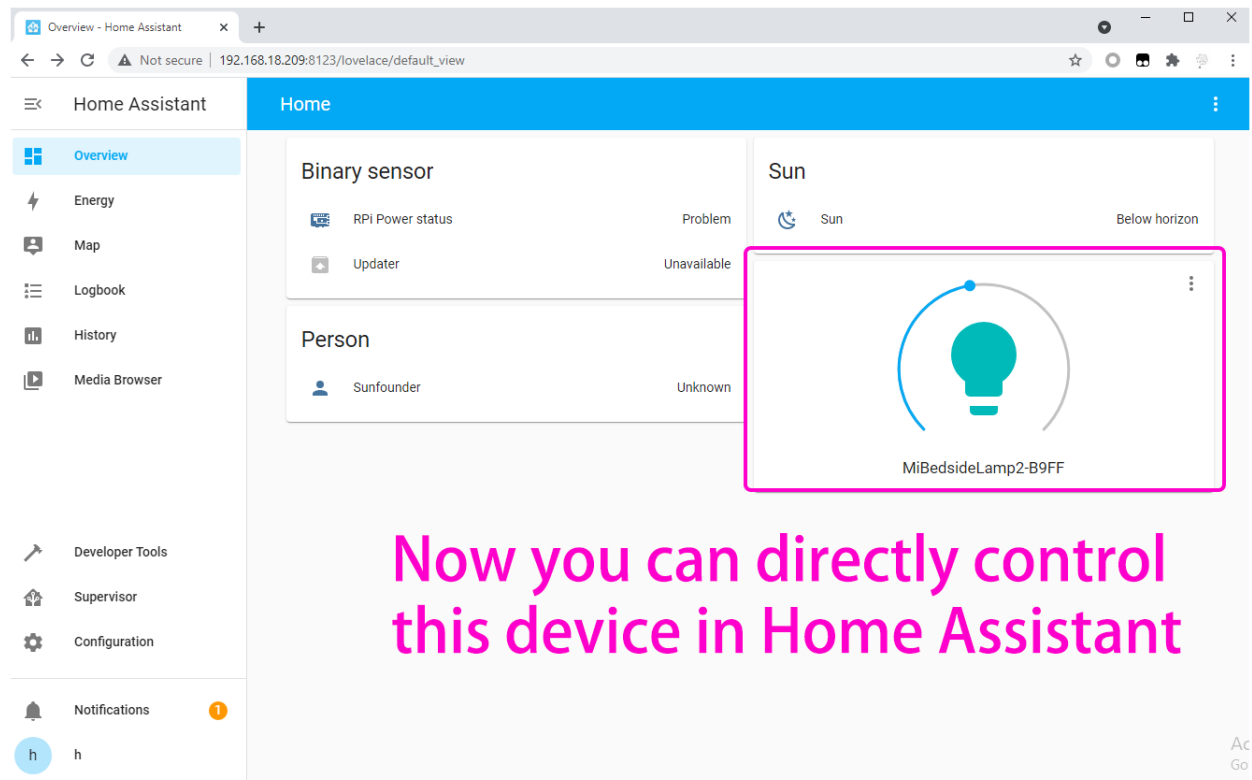 Overview - Home Assistant
Not secure | 192.168.18.209:8123/lovelace/default_view
Home Assistant
Home
Overview
Energy
Map
Logbook
History
Media Browser
Developer Tools
Supervisor
Configuration
Notifications 1
h h
Binary sensor
RPi Power status Problem
Updater Unavailable
Person
Sunfounder Unknown
Sun
Sun Below horizon
MiBedsideLamp2-B9FF
Now you can directly control
this device in Home Assistant